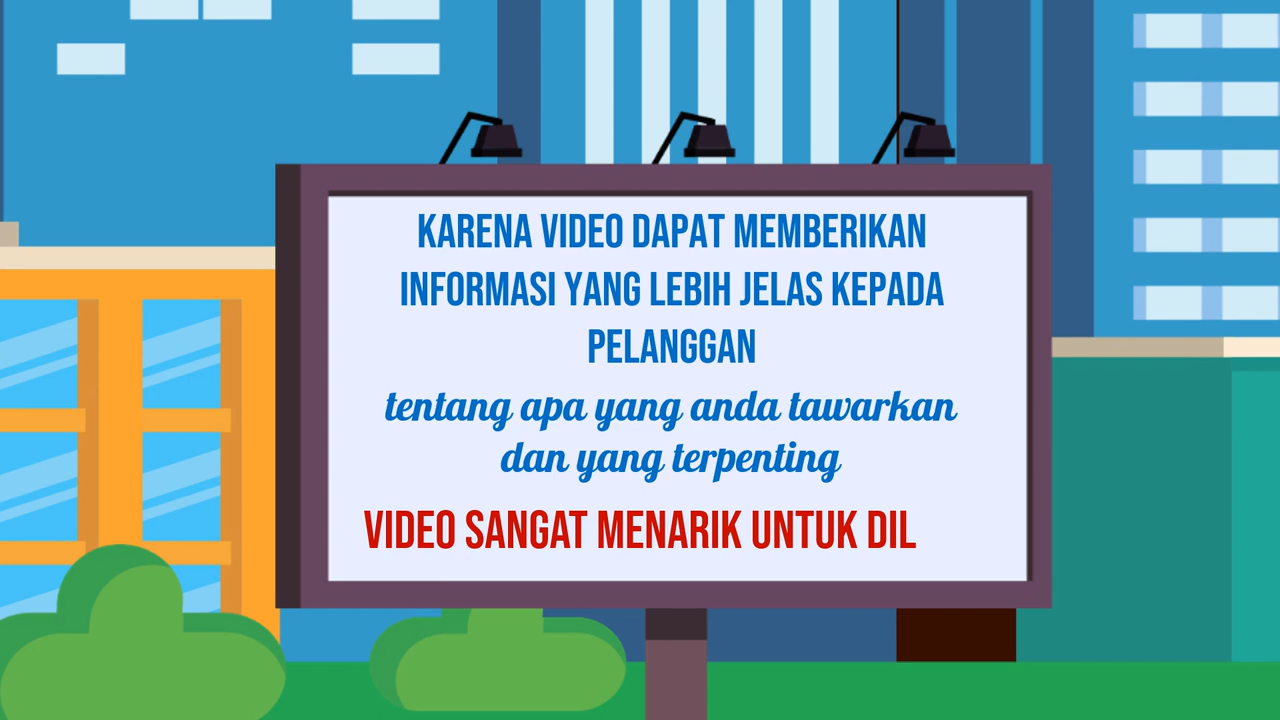 KARENA VIDEO DAPAT MEMBERIKAN
INFORMASI YANG LEBIH JELAS KEPADA
PELANGGAN
tentang apa yang anda tawarkan
dan yang terpenting
VIDEO SANGAT MENARIK UNTUK DIL